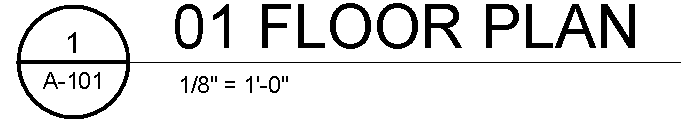 1
A-101
01 FLOOR PLAN
1/8" = 1'-0"